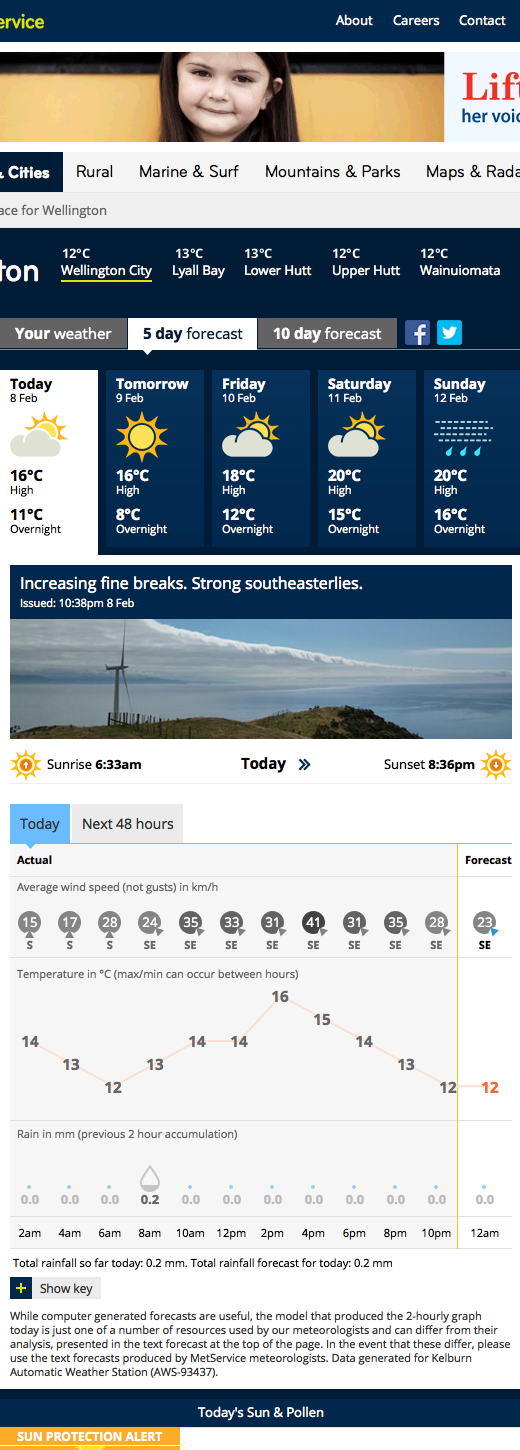 ervice
About Careers Contact
Lift
her voic
& Cities Rural Marine & Surf Mountains & Parks Maps & Rada
ace for Wellington
ton
12°C 13°C 13°C 12°C 12°C
Wellington City Lyall Bay Lower Hutt Upper Hutt Wainuiomata
Your weather 5 day forecast 10 day forecast
Today Tomorrow Friday Saturday Sunday
8 Feb 9 Feb 10 Feb 11 Feb 12 Feb
16°C 16°C 18°C 20°C 20°C
High High High High High
11°C 8°C 12°C 15°C 16°C
Overnight Overnight Overnight Overnight Overnight
Increasing fine breaks. Strong southeasterlies.
Issued: 10:38pm 8 Feb
Sunrise 6:33am Today » Sunset 8:36pm
Today Next 48 hours
Actual Forecast
Average wind speed (not gusts) in km/h
15 17 28 24 35 33 31 41 31 35 28 23
S S S SE SE SE SE SE SE SE SE SE
Temperature in °C (max/min can occur between hours)
14 13 12 13 14 14 16 15 14 13 12 12
Rain in mm (previous 2 hour accumulation)
0.0 0.0 0.0 0.2 0.0 0.0 0.0 0.0 0.0 0.0 0.0 0.0
2am 4am 6am 8am 10am 12pm 2pm 4pm 6pm 8pm 10pm 12am
Total rainfall so far today: 0.2 mm. Total rainfall forecast for today: 0.2 mm
+ Show key
While computer generated forecasts are useful, the model that produced the 2-hourly graph
today is just one of a number of resources used by our meteorologists and can differ from their
analysis, presented in the text forecast at the top of the page. In the event that these differ, please
use the text forecasts produced by MetService meteorologists. Data generated for Kelburn
Automatic Weather Station (AWS-93437).
Today's Sun & Pollen
SUN PROTECTION ALERT